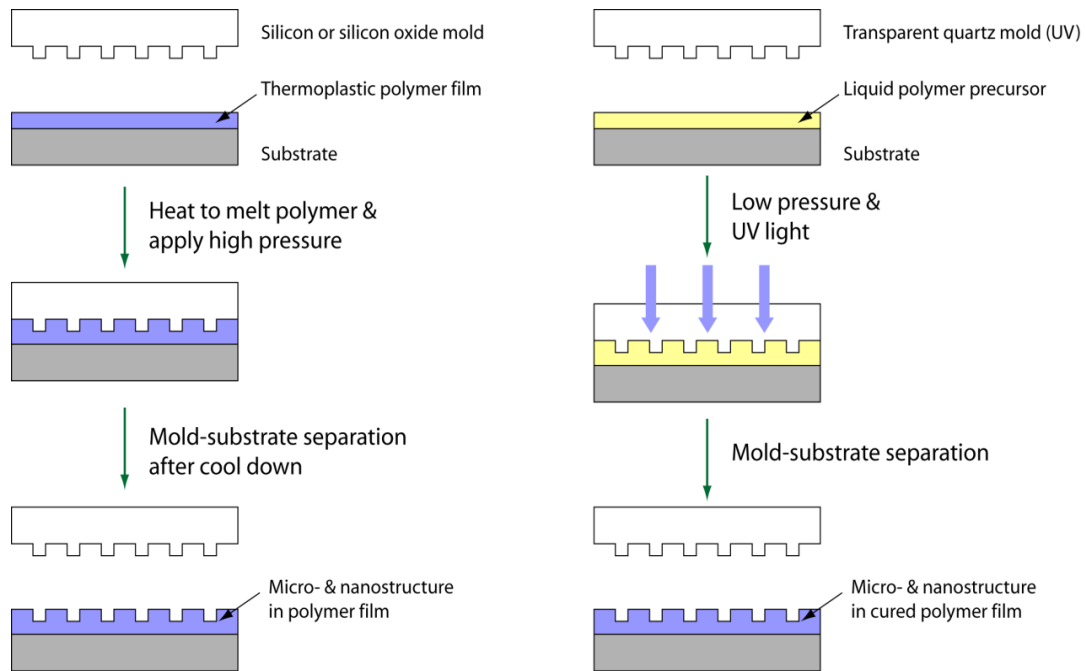 Silicon or silicon oxide mold
Thermoplastic polymer film
Substrate
Heat to melt polymer &
apply high pressure
Mold-substrate separation
after cool down
Micro- & nanostructure
in polymer film
Transparent quartz mold (UV)
Liquid polymer precursor
Substrate
Low pressure &
UV light
Mold-substrate separation
Micro- & nanostructure
in cured polymer film